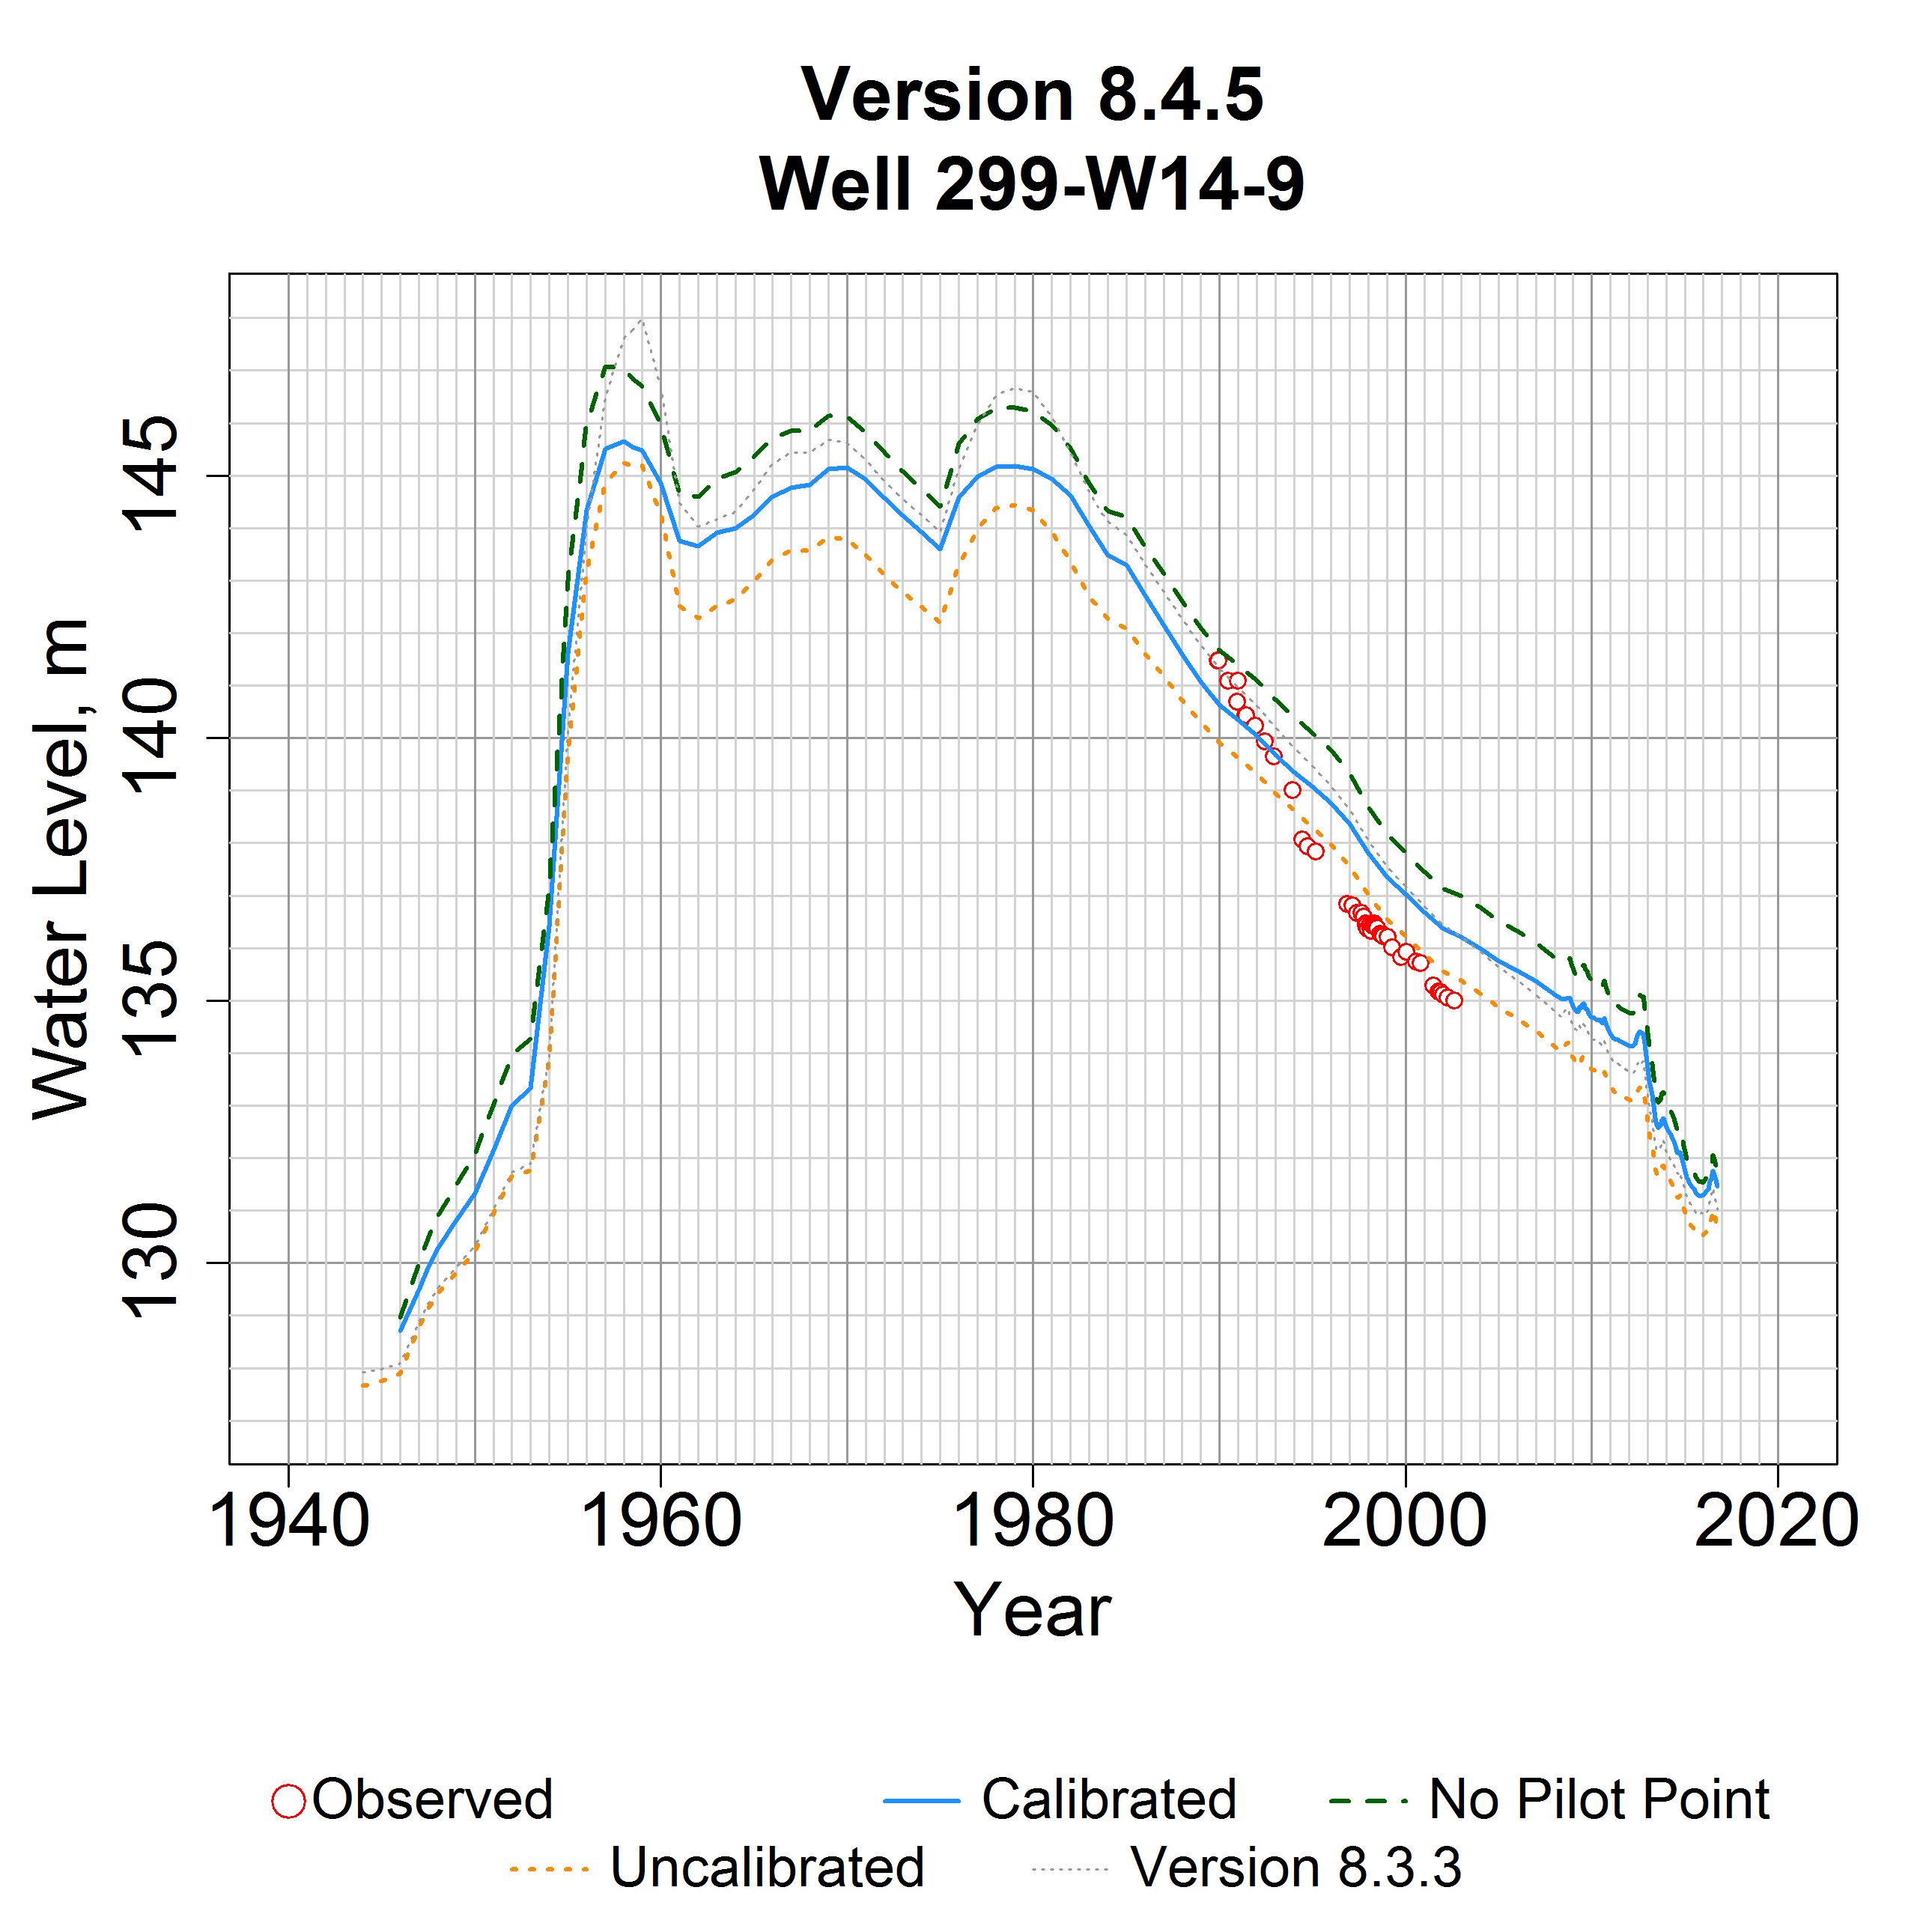 Version 8.4.5
Well 299-W14-9
Water Level, m
145
140
135
130
1940 1960 1980 2000 2020
Year
Observed Calibrated No Pilot Point
Uncalibrated Version 8.3.3